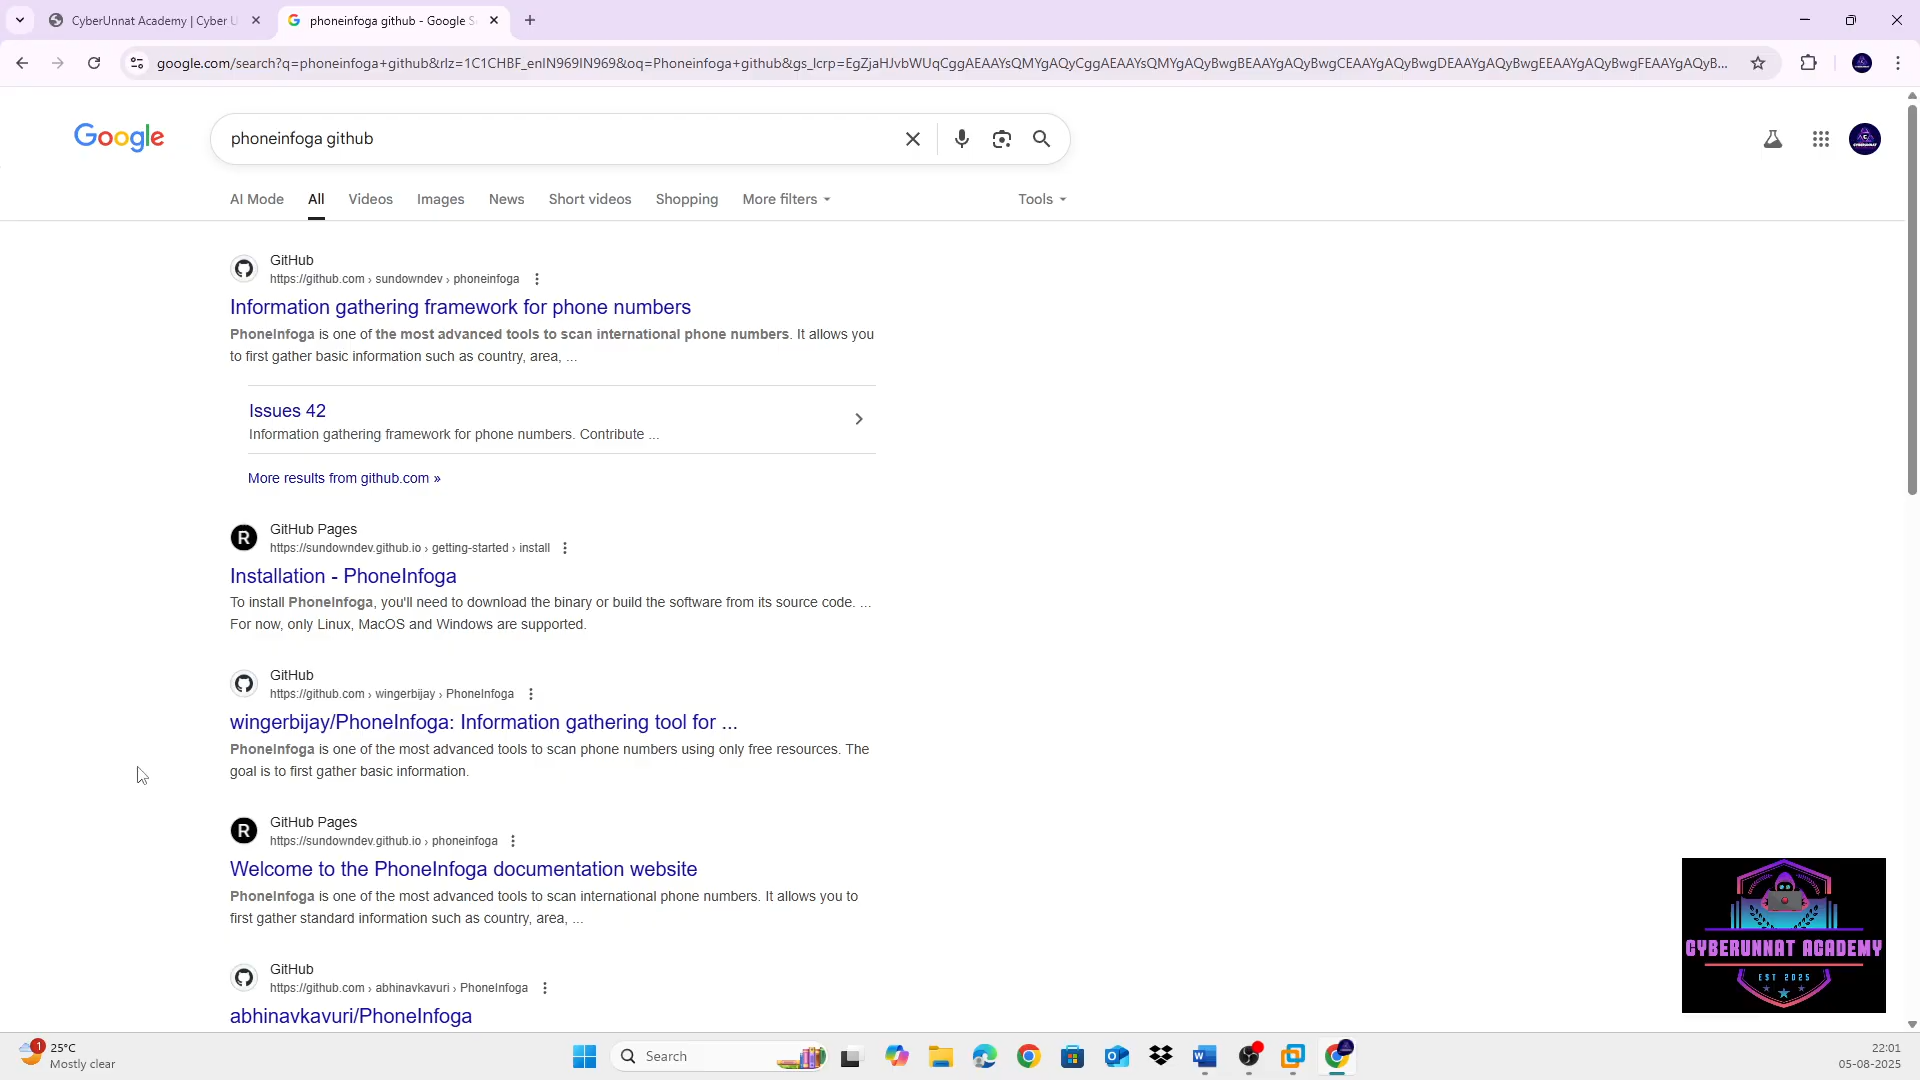 CyberUnnat Academy | Cyber U
phoneinfoga github - Google S
google.com/search?q=phoneinfoga+github&rlz=1C1CHBF_enIN969IN969&oq=Phoneinfoga+github&gs_lcrp=EgZjaHJvbWUqCggAEAAYsQMYgAQyCggAEAAYsQMYgAQyBwgBEAAYgAQyBwgCEAAYgAQyBwgDEAAYgAQyBwgEEAAYgAQyBwgFEAAYgAQyB...
Google
phoneinfoga github
AI Mode All Videos Images News Short videos Shopping More filters Tools
GitHub
https://github.com › sundowndev › phoneinfoga
Information gathering framework for phone numbers
PhoneInfoga is one of the most advanced tools to scan international phone numbers. It allows you
to first gather basic information such as country, area, ...
Issues 42
Information gathering framework for phone numbers. Contribute ...
More results from github.com »
R
GitHub Pages
https://sundowndev.github.io › getting-started › install
Installation - PhoneInfoga
To install PhoneInfoga, you'll need to download the binary or build the software from its source code. ...
For now, only Linux, MacOS and Windows are supported.
GitHub
https://github.com › wingerbijay › PhoneInfoga
wingerbijay/PhoneInfoga: Information gathering tool for ...
PhoneInfoga is one of the most advanced tools to scan phone numbers using only free resources. The
goal is to first gather basic information.
R
GitHub Pages
https://sundowndev.github.io › phoneinfoga
Welcome to the PhoneInfoga documentation website
PhoneInfoga is one of the most advanced tools to scan international phone numbers. It allows you to
first gather standard information such as country, area, ...
GitHub
https://github.com › abhinavkavuri › PhoneInfoga
abhinavkavuri/PhoneInfoga
CYBERUNNAT ACADEMY
EST 2025
1
25°C
Mostly clear
Search
22:01
05-08-2025